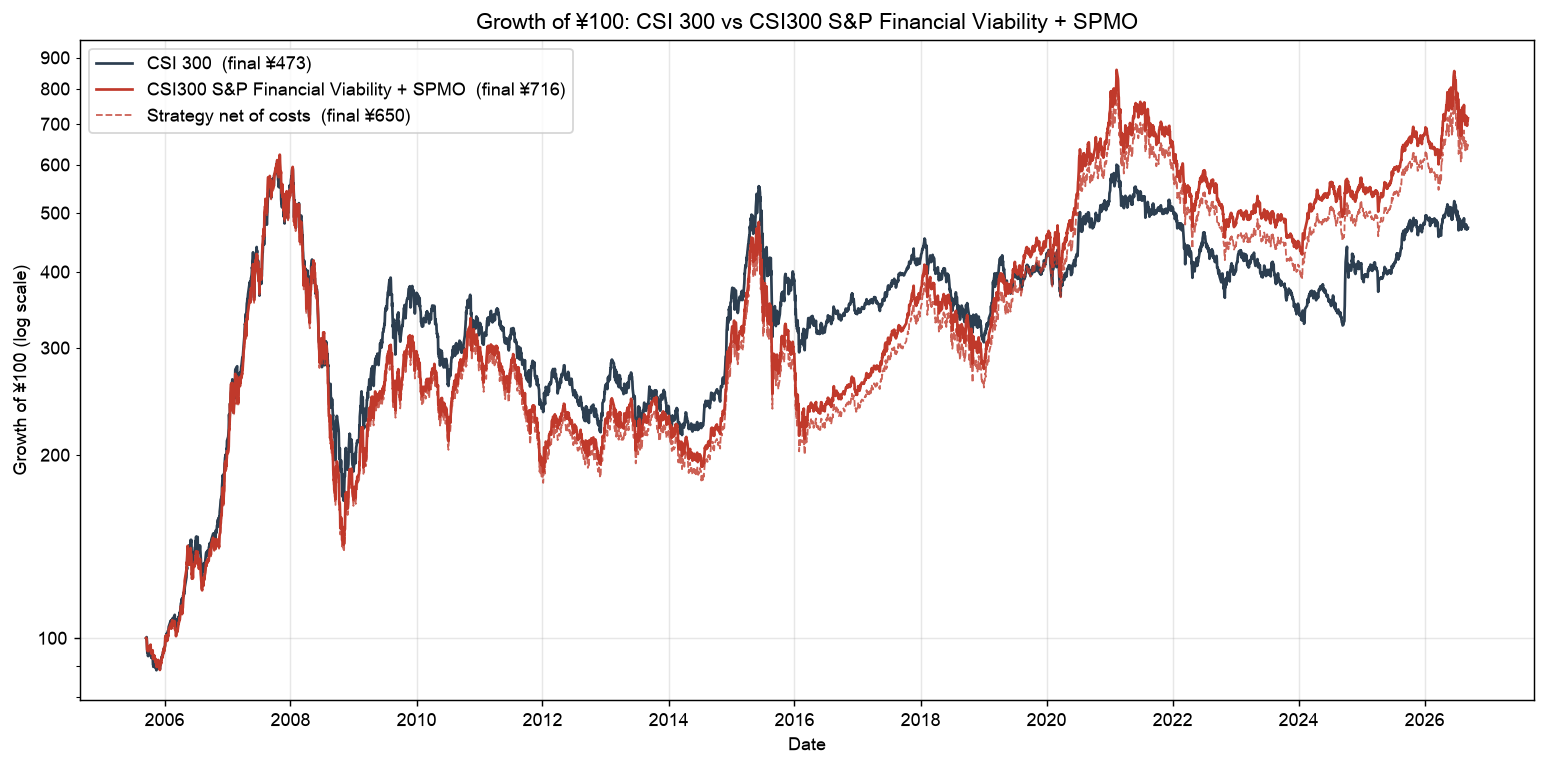 Growth of ¥100: CSI 300 vs CSI300 S&P Financial Viability + SPMO
CSI 300 (final ¥473)
CSI300 S&P Financial Viability + SPMO (final ¥716)
Strategy net of costs (final ¥650)
Growth of ¥100 (log scale)
900
800
700
600
500
400
300
200
100
2006 2008 2010 2012 2014 2016 2018 2020 2022 2024 2026
Date